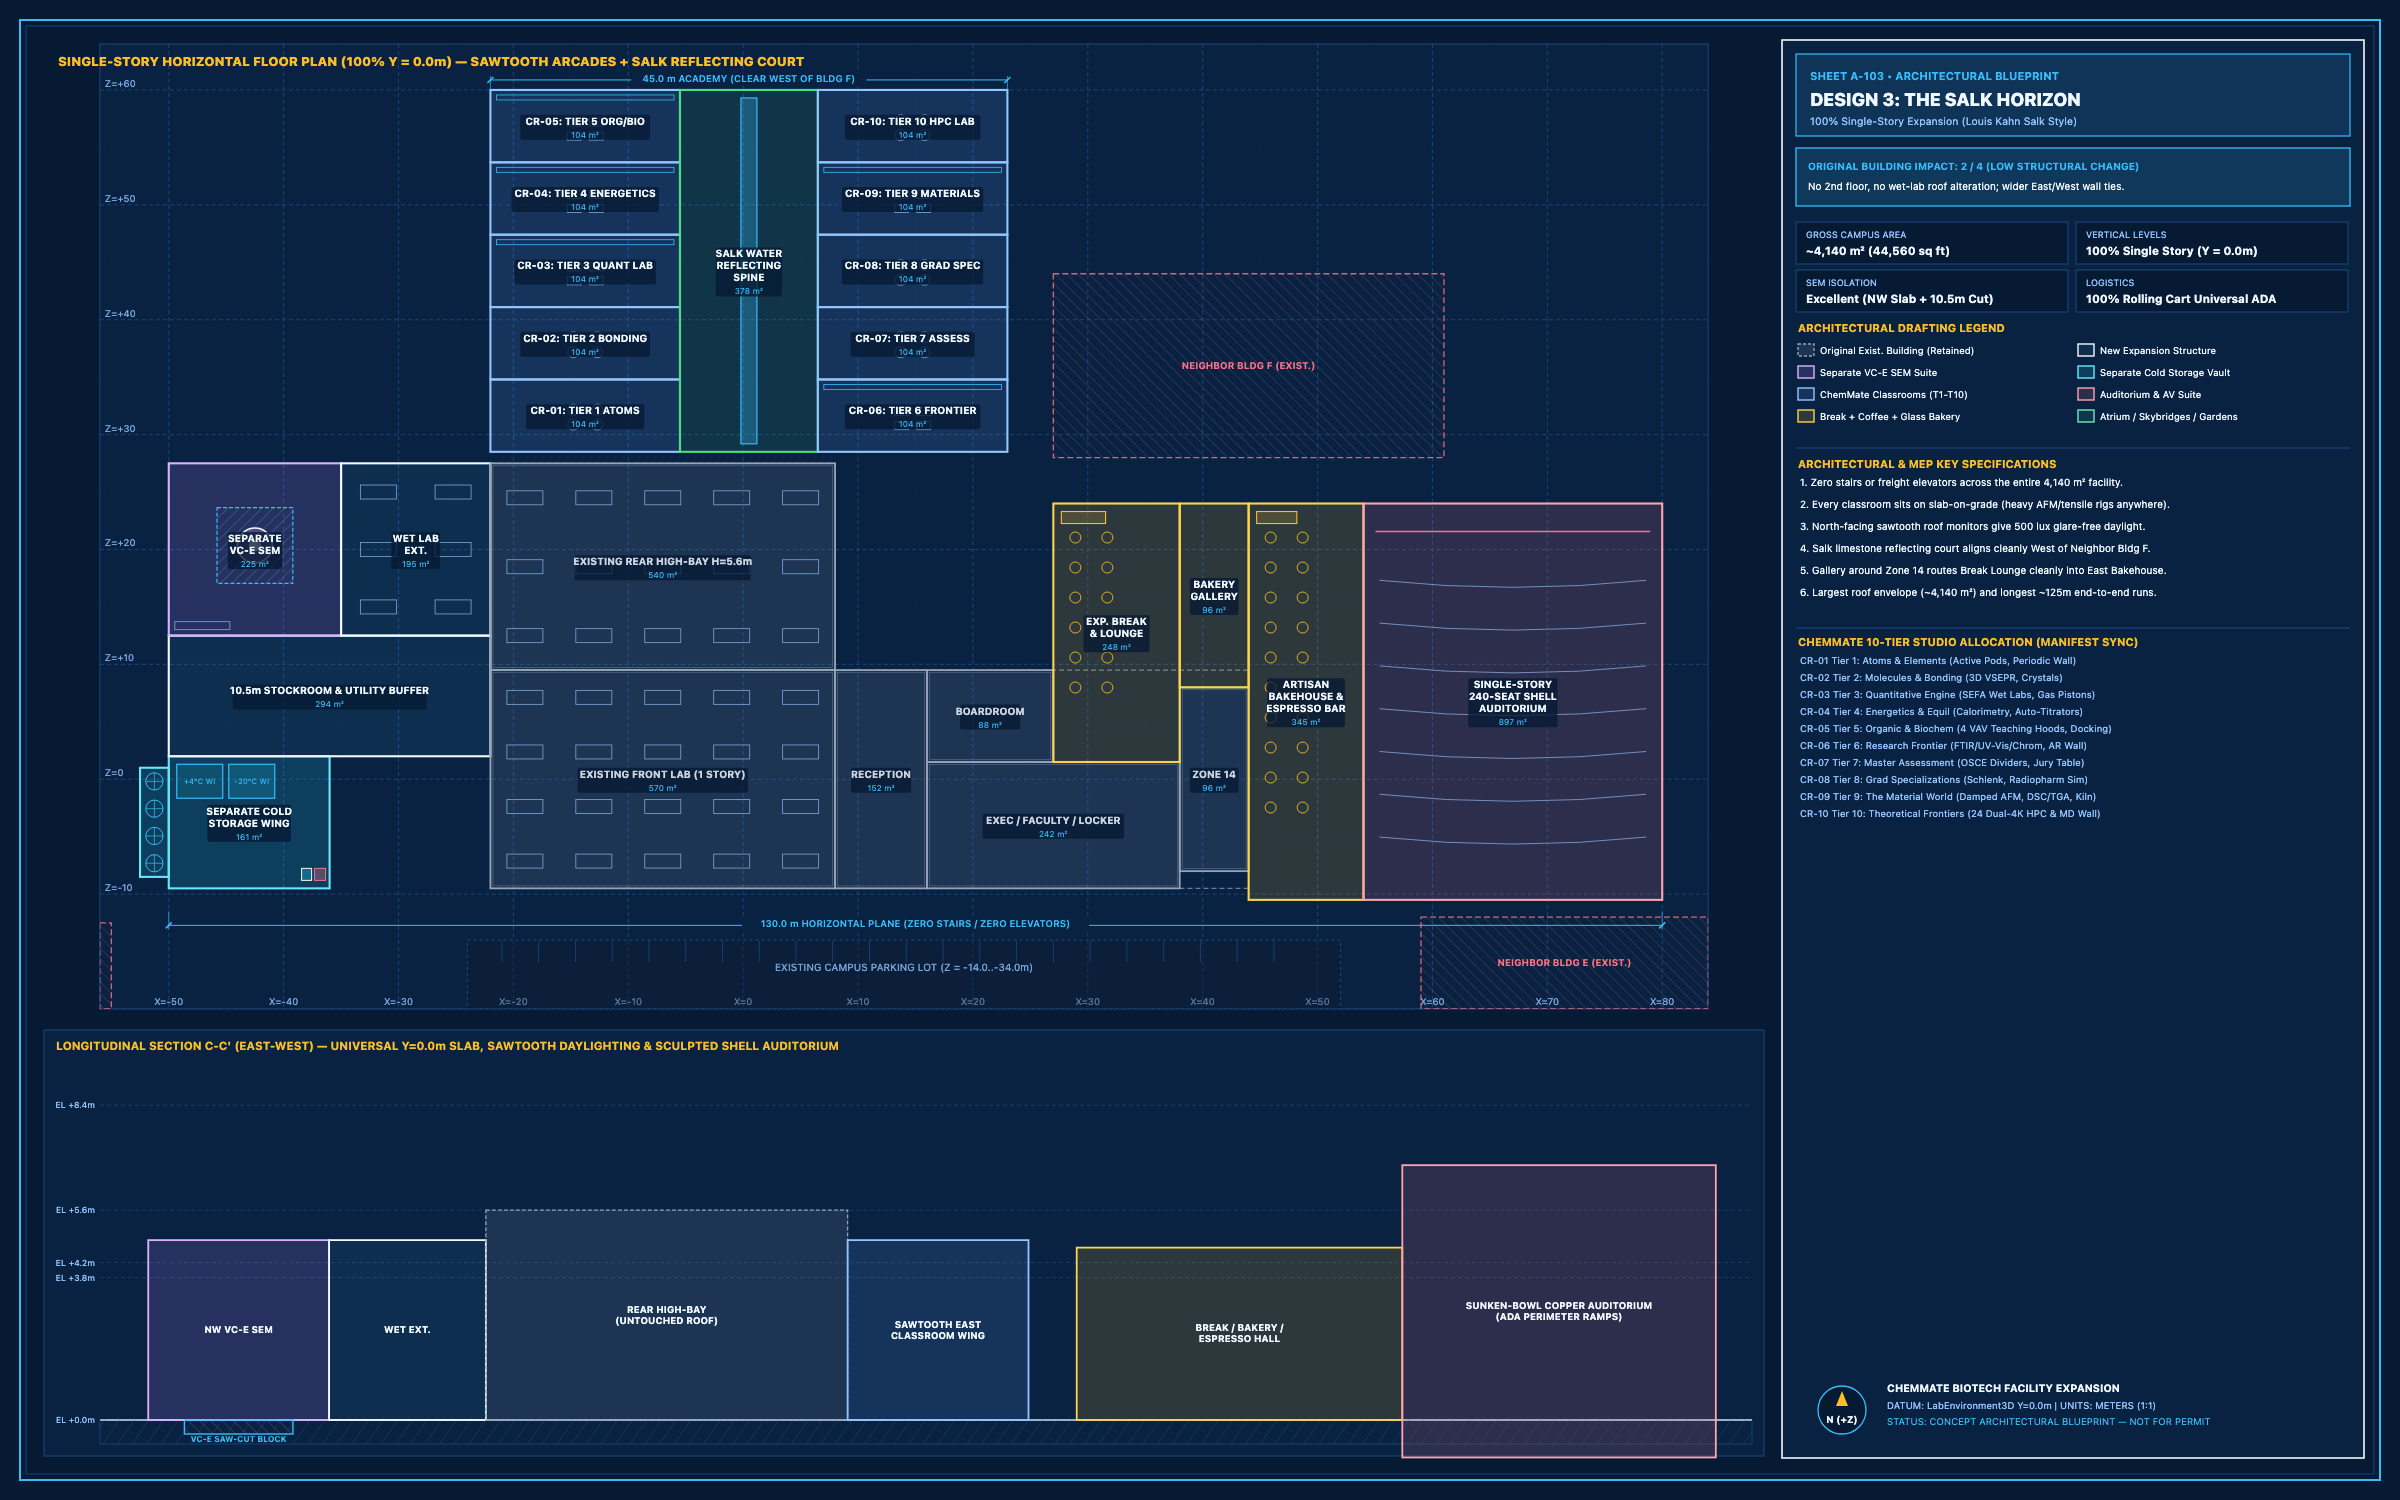 SINGLE-STORY HORIZONTAL FLOOR PLAN (100% Y = 0.0m) — SAWTOOTH ARCADES + SALK REFLECTING COURT
45.0 m ACADEMY (CLEAR WEST OF BLDG F)
Z=+60
Z=+50
Z=+40
Z=+30
Z=+20
Z=+10
Z=0
Z=-10
CR-05: TIER 5 ORG/BIO
104 m²
CR-04: TIER 4 ENERGETICS
104 m²
CR-03: TIER 3 QUANT LAB
104 m²
CR-02: TIER 2 BONDING
104 m²
CR-01: TIER 1 ATOMS
104 m²
SALK WATER
REFLECTING
SPINE
378 m²
CR-10: TIER 10 HPC LAB
104 m²
CR-09: TIER 9 MATERIALS
104 m²
CR-08: TIER 8 GRAD SPEC
104 m²
CR-07: TIER 7 ASSESS
104 m²
CR-06: TIER 6 FRONTIER
104 m²
NEIGHBOR BLDG F (EXIST.)
SEPARATE
VC-E SEM
225 m²
WET LAB
EXT.
195 m²
EXISTING REAR HIGH-BAY H=5.6m
540 m²
10.5m STOCKROOM & UTILITY BUFFER
294 m²
+4°C WI
-20°C WI
SEPARATE COLD
STORAGE WING
161 m²
EXISTING FRONT LAB (1 STORY)
570 m²
RECEPTION
152 m²
BOARDROOM
88 m²
EXEC / FACULTY / LOCKER
242 m²
EXP. BREAK
& LOUNGE
248 m²
BAKERY
GALLERY
96 m²
ZONE 14
96 m²
ARTISAN
BAKEHOUSE &
ESPRESSO BAR
345 m²
SINGLE-STORY
240-SEAT SHELL
AUDITORIUM
897 m²
130.0 m HORIZONTAL PLANE (ZERO STAIRS / ZERO ELEVATORS)
EXISTING CAMPUS PARKING LOT (Z = -14.0..-34.0m)
NEIGHBOR BLDG E (EXIST.)
X=-50
X=-40
X=-30
X=-20
X=-10
X=0
X=+10
X=+20
X=+30
X=+40
X=+50
X=+60
X=+70
X=+80
LONGITUDINAL SECTION C-C' (EAST-WEST) — UNIVERSAL Y=0.0m SLAB, SAWTOOTH DAYLIGHTING & SCULPTED SHELL AUDITORIUM
EL +8.4m
EL +5.6m
EL +4.2m
EL +3.8m
EL +0.0m
NW VC-E SEM
WET EXT.
REAR HIGH-BAY
(UNTOUCHED ROOF)
SAWTOOTH EAST
CLASSROOM WING
BREAK / BAKERY /
ESPRESSO HALL
SUNKEN-BOWL COPPER AUDITORIUM
(ADA PERIMETER RAMPS)
VC-E SAW-CUT BLOCK
SHEET A-103 • ARCHITECTURAL BLUEPRINT
DESIGN 3: THE SALK HORIZON
100% Single-Story Expansion (Louis Kahn Salk Style)
ORIGINAL BUILDING IMPACT: 2 / 4 (LOW STRUCTURAL CHANGE)
No 2nd floor, no wet-lab roof alteration; wider East/West wall ties.
GROSS CAMPUS AREA
~4,140 m² (44,560 sq ft)
VERTICAL LEVELS
100% Single Story (Y = 0.0m)
SEM ISOLATION
Excellent (NW Slab + 10.5m Cut)
LOGISTICS
100% Rolling Cart Universal ADA
ARCHITECTURAL DRAFTING LEGEND
Original Exist. Building (Retained)
New Expansion Structure
Separate VC-E SEM Suite
Separate Cold Storage Vault
ChemMate Classrooms (T1-T10)
Auditorium & AV Suite
Break + Coffee + Glass Bakery
Atrium / Skybridges / Gardens
ARCHITECTURAL & MEP KEY SPECIFICATIONS
1. Zero stairs or freight elevators across the entire 4,140 m² facility.
2. Every classroom sits on slab-on-grade (heavy AFM/tensile rigs anywhere).
3. North-facing sawtooth roof monitors give 500 lux glare-free daylight.
4. Salk limestone reflecting court aligns cleanly West of Neighbor Bldg F.
5. Gallery around Zone 14 routes Break Lounge cleanly into East Bakehouse.
6. Largest roof envelope (~4,140 m²) and longest ~125m end-to-end runs.
CHEMMATE 10-TIER STUDIO ALLOCATION (MANIFEST SYNC)
CR-01 Tier 1: Atoms & Elements (Active Pods, Periodic Wall)
CR-02 Tier 2: Molecules & Bonding (3D VSEPR, Crystals)
CR-03 Tier 3: Quantitative Engine (SEFA Wet Labs, Gas Pistons)
CR-04 Tier 4: Energetics & Equil (Calorimetry, Auto-Titrators)
CR-05 Tier 5: Organic & Biochem (4 VAV Teaching Hoods, Docking)
CR-06 Tier 6: Research Frontier (FTIR/UV-Vis/Chrom, AR Wall)
CR-07 Tier 7: Master Assessment (OSCE Dividers, Jury Table)
CR-08 Tier 8: Grad Specializations (Schlenk, Radiopharm Sim)
CR-09 Tier 9: The Material World (Damped AFM, DSC/TGA, Kiln)
CR-10 Tier 10: Theoretical Frontiers (24 Dual-4K HPC & MD Wall)
N (+Z)
CHEMMATE BIOTECH FACILITY EXPANSION
DATUM: LabEnvironment3D Y=0.0m | UNITS: METERS (1:1)
STATUS: CONCEPT ARCHITECTURAL BLUEPRINT — NOT FOR PERMIT